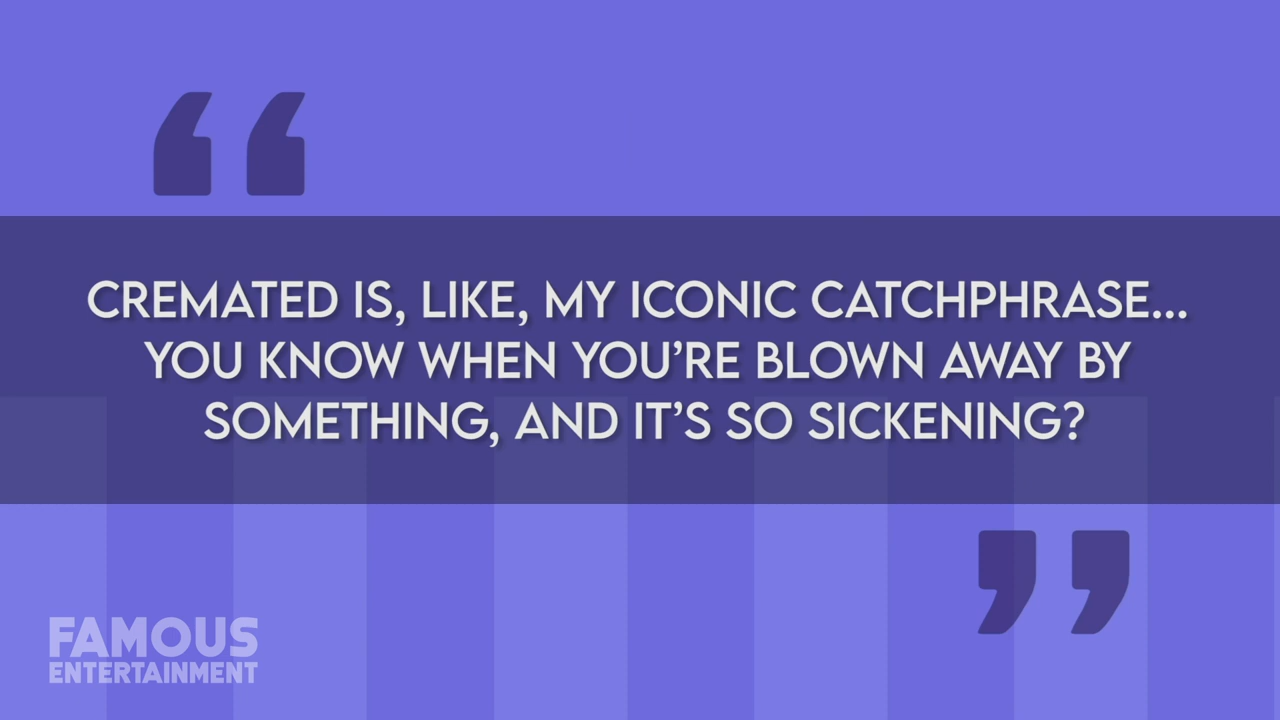 CREMATED IS, LIKE, MY ICONIC CATCHPHRASE...
YOU KNOW WHEN YOU’RE BLOWN AWAY BY
SOMETHING, AND IT’S SO SICKENING?
FAMOUS
ENTERTAINMENT